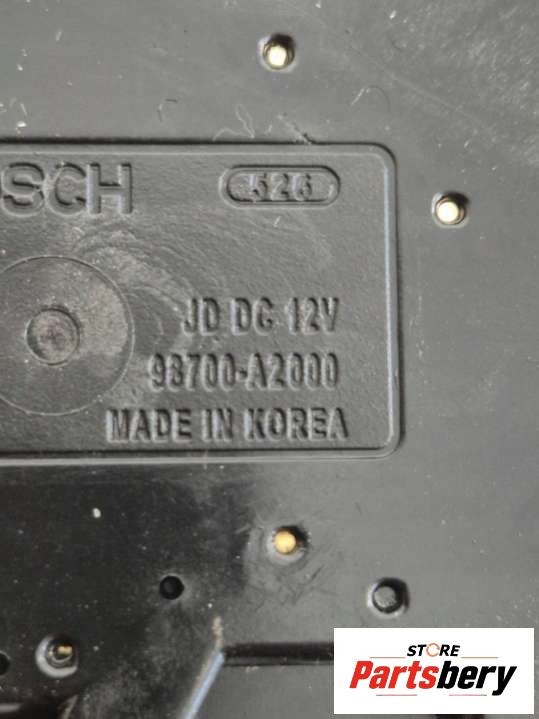 SCH
526
JD DC 12V
98700-A2000
MADE IN KOREA
STORE
Partsbery